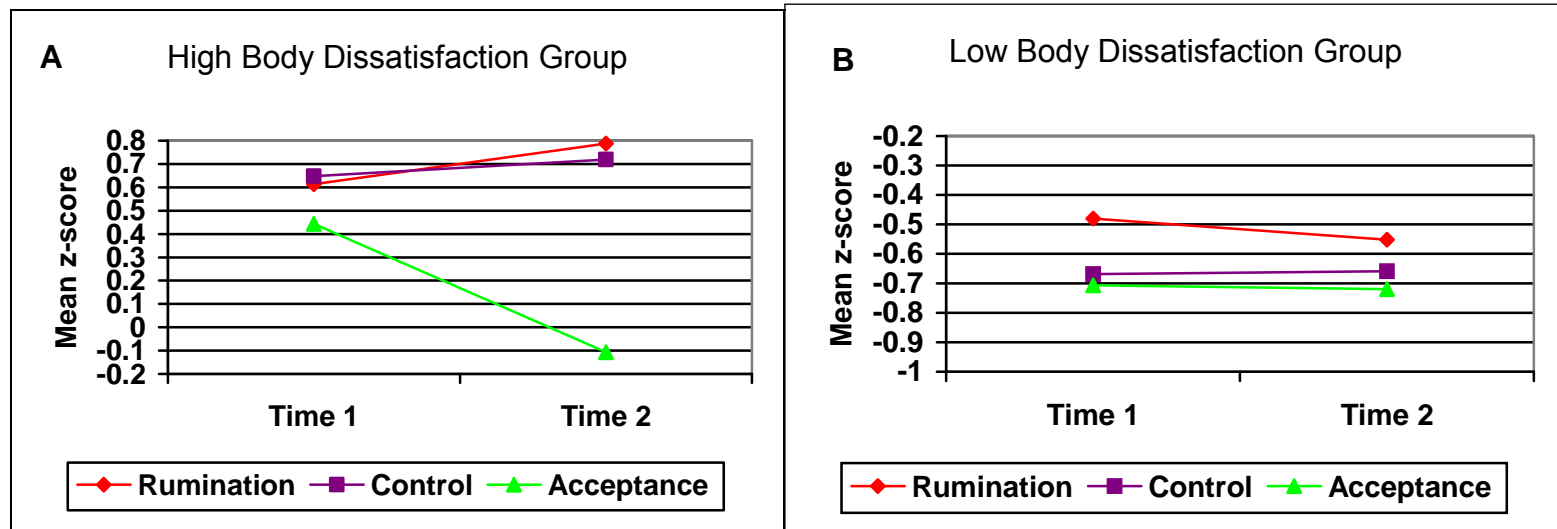 A
High Body Dissatisfaction Group
Mean z-score
0.8
0.7
0.6
0.5
0.4
0.3
0.2
0.1
0
-0.1
-0.2
Time 1 Time 2
Rumination Control Acceptance
B
Low Body Dissatisfaction Group
Mean z-score
-0.2
-0.3
-0.4
-0.5
-0.6
-0.7
-0.8
-0.9
-1
Time 1 Time 2
Rumination Control Acceptance